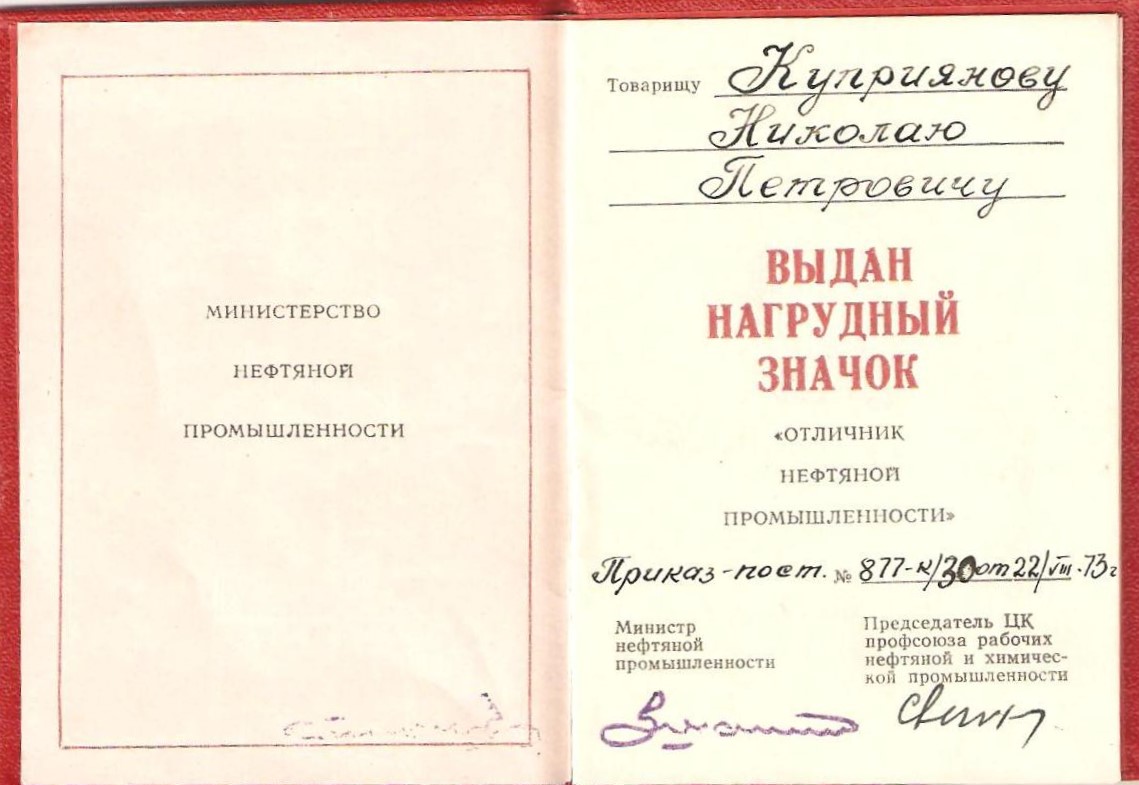 МИНИСТЕРСТВО
НЕФТЯНОЙ
ПРОМЫШЛЕННОСТИ
Товарищу Куприянову
Николаю
Петровичу
ВЫДАН
НАГРУДНЫЙ
ЗНАЧОК
«ОТЛИЧНИК
НЕФТЯНОЙ
ПРОМЫШЛЕННОСТИ»
Приказ-пост. № 877-к/30 от 22/VIII-73г
Министр
нефтяной
промышленности
Председатель ЦК
профсоюза рабочих
нефтяной и химичес-
кой промышленности